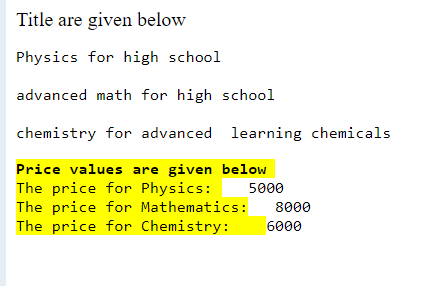 Title are given below
Physics for high school
advanced math for high school
chemistry for advanced  learning chemicals
Price values are given below
The price for Physics:    5000
The price for Mathematics:   8000
The price for Chemistry:    6000